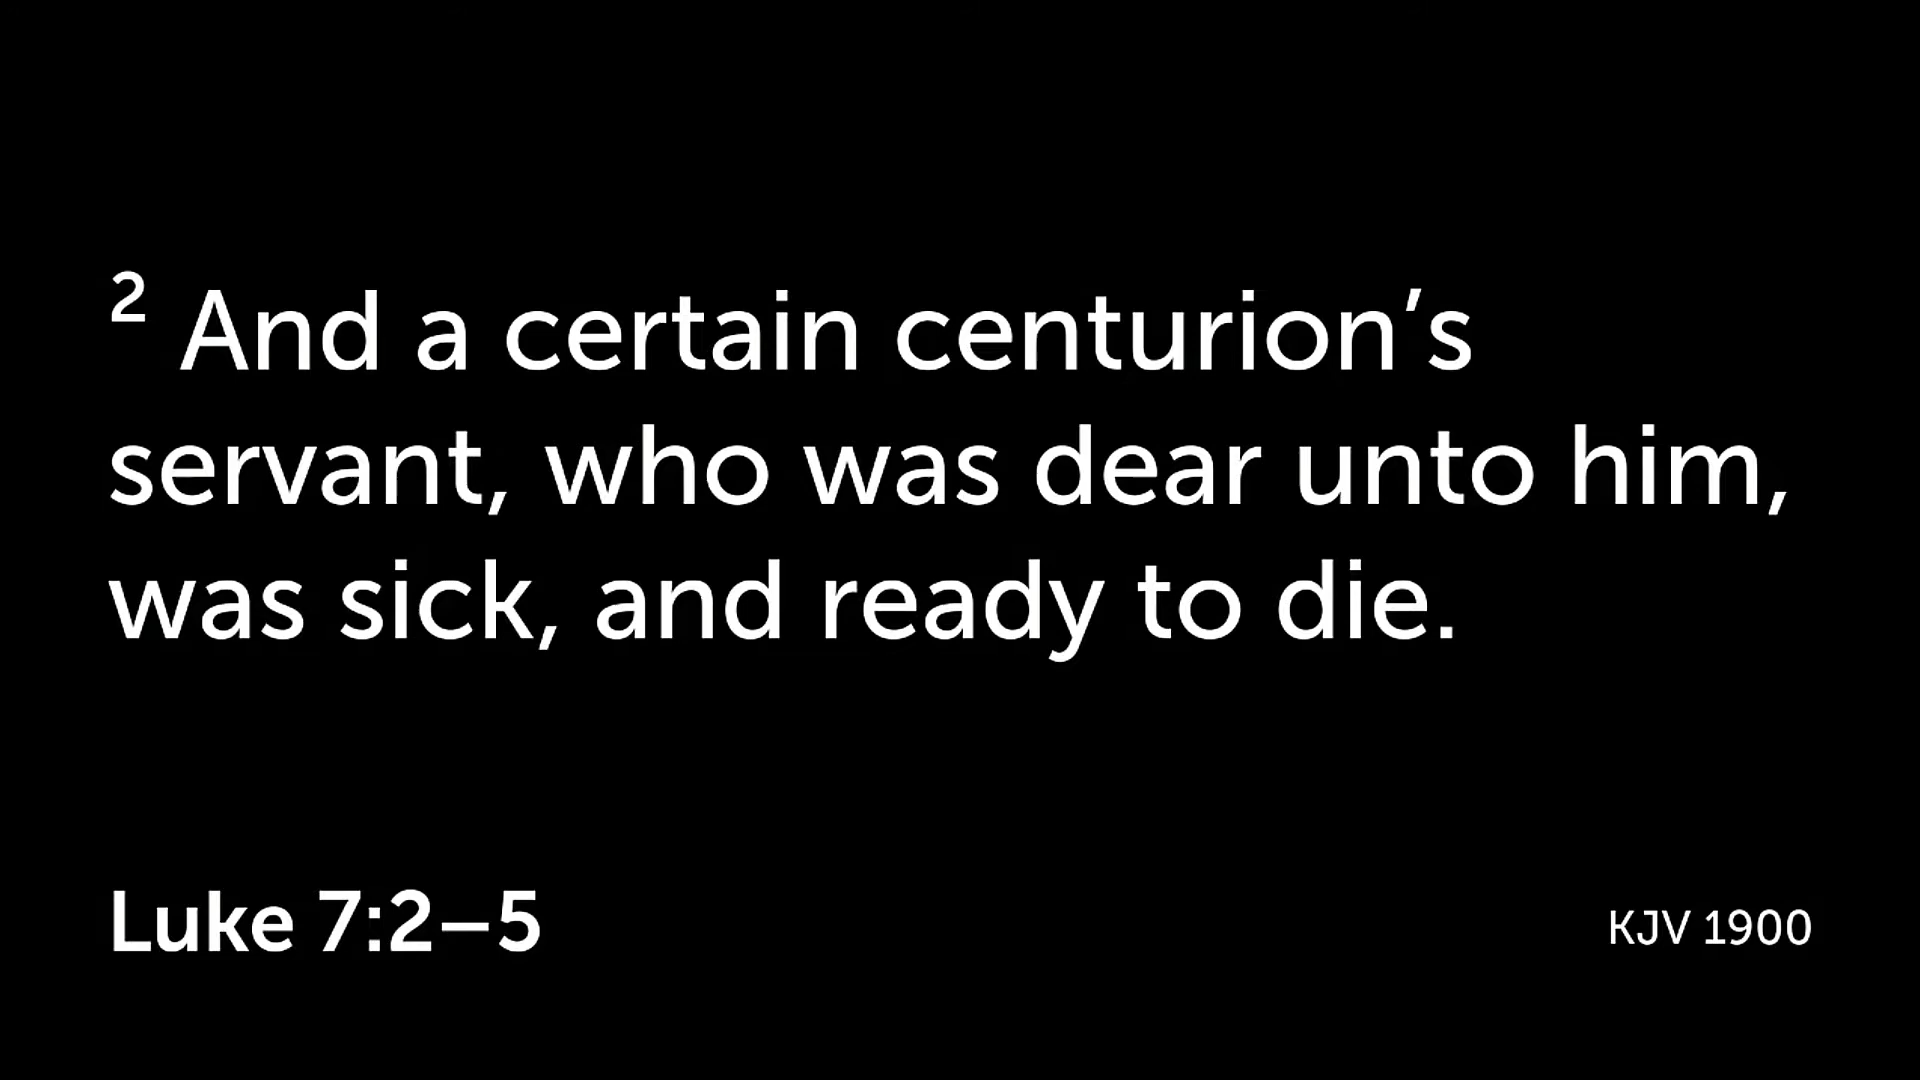 ² And a certain centurion’s
servant, who was dear unto him,
was sick, and ready to die.
Luke 7:2–5
KJV 1900